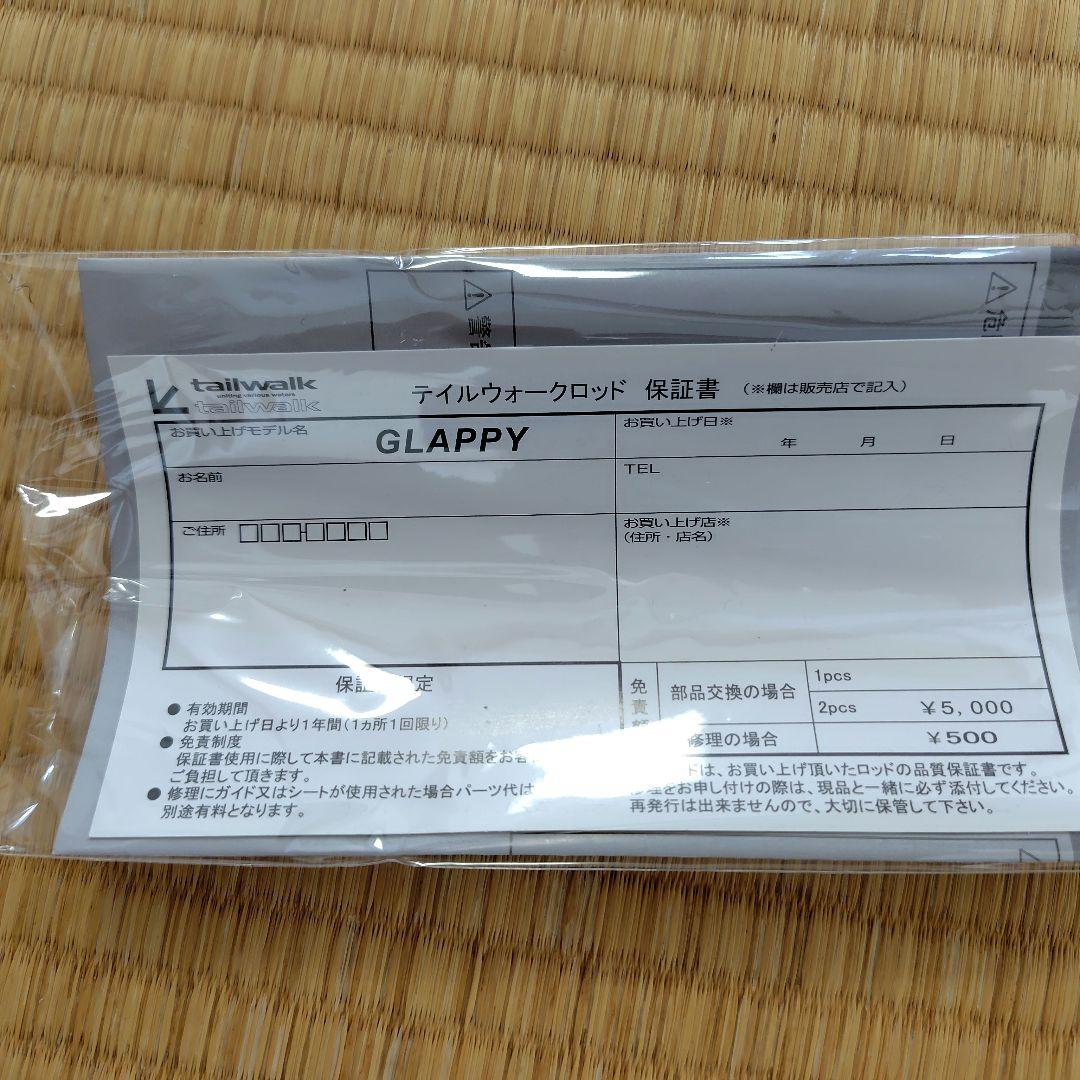 警
危
tailwalk
uniting various waters
tailwalk
テイルウォークロッド 保証書 (※欄は販売店で記入)
お買い上げモデル名
GLAPPY
お買い上げ日※
年 月 日
お名前
TEL
ご住所 □□□-□□□□
お買い上げ店※
(住所・店名)
保証 定
● 有効期間
お買い上げ日より1年間(1ヵ所1回限り)
● 免責制度
保証書使用に際して本書に記載された免責額をお客
ご負担して頂きます。
● 修理にガイド又はシートが使用された場合パーツ代は
別途有料となります。
免責額
部品交換の場合
1pcs
2pcs ¥5,000
修理の場合 ¥500
ドは、お買い上げ頂いたロッドの品質保証書です。
修理をお申し付けの際は、現品と一緒に必ず添付してください。
再発行は出来ませんので、大切に保管して下さい。